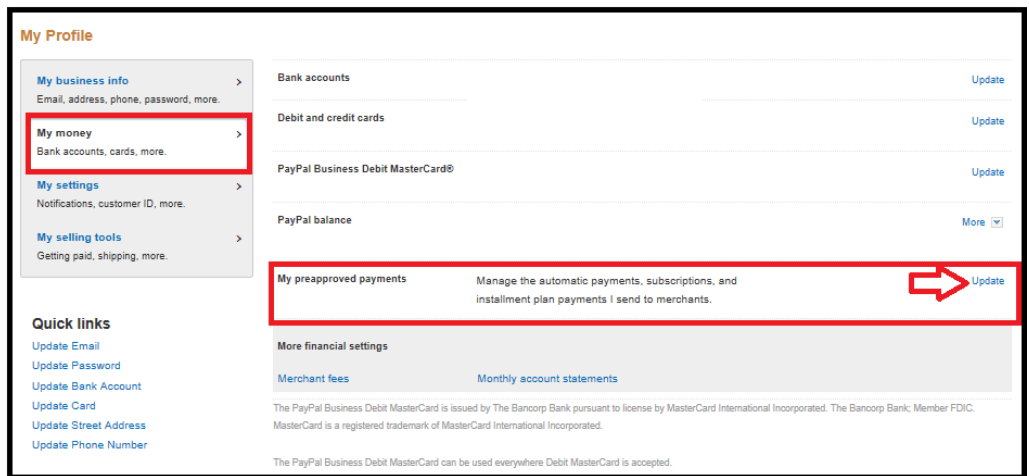 My Profile
My business info
Email, address, phone, password, more.
My money
Bank accounts, cards, more.
My settings
Notifications, customer ID, more.
My selling tools
Getting paid, shipping, more.
Quick links
Update Email
Update Password
Update Bank Account
Update Card
Update Street Address
Update Phone Number
Bank accounts Update
Debit and credit cards Update
PayPal Business Debit MasterCard® Update
PayPal balance More
My preapproved payments Manage the automatic payments, subscriptions, and Update
installment plan payments I send to merchants.
More financial settings
Merchant fees Monthly account statements
The PayPal Business Debit MasterCard is issued by The Bancorp Bank pursuant to license by MasterCard International Incorporated. The Bancorp Bank; Member FDIC.
MasterCard is a registered trademark of MasterCard International Incorporated.
The PayPal Business Debit MasterCard can be used everywhere Debit MasterCard is accepted.